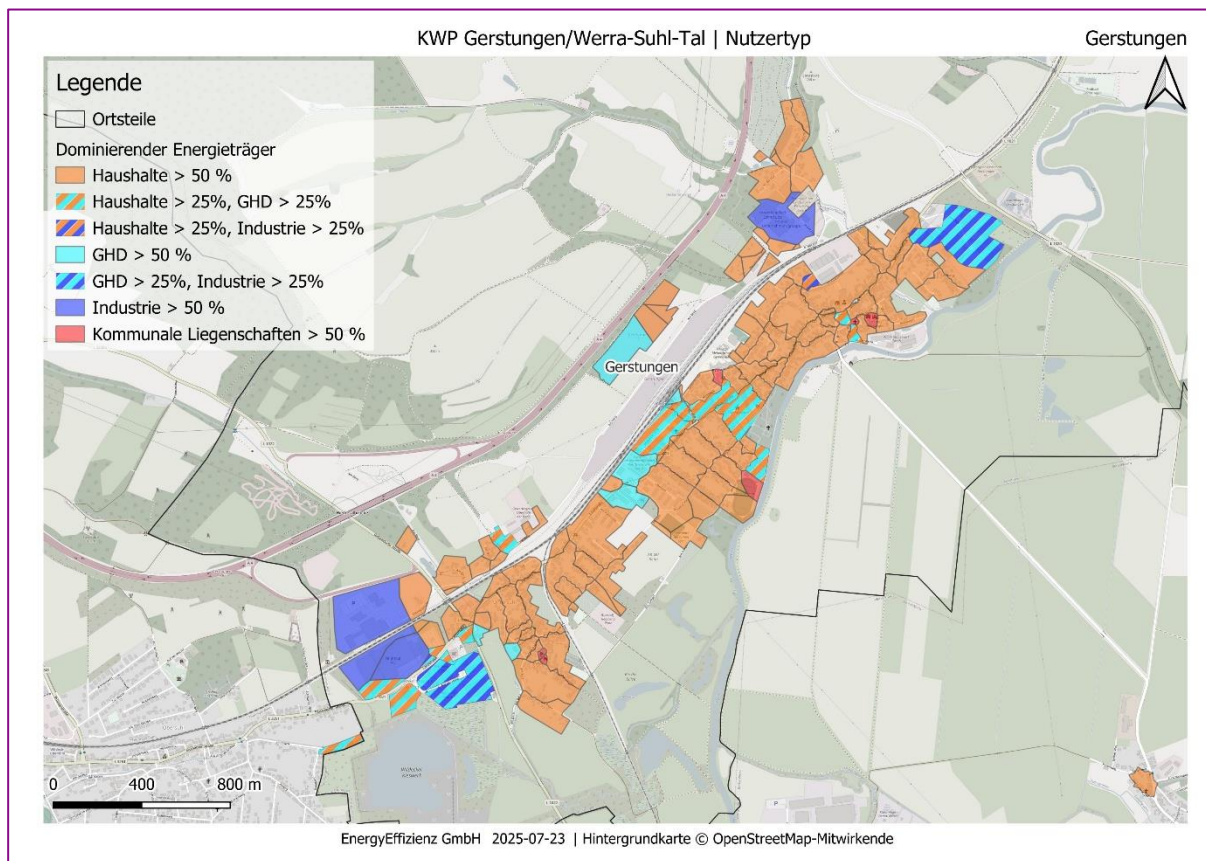 KWP Gerstungen/Werra-Suhl-Tal | Nutzertyp
Gerstungen
Legende
Ortsteile
Dominierender Energieträger
Haushalte > 50 %
Haushalte > 25%, GHD > 25%
Haushalte > 25%, Industrie > 25%
GHD > 50 %
GHD > 25%, Industrie > 25%
Industrie > 50 %
Kommunale Liegenschaften > 50 %
Gerstungen
0 400 800 m
EnergyEffizienz GmbH 2025-07-23 | Hintergrundkarte © OpenStreetMap-Mitwirkende